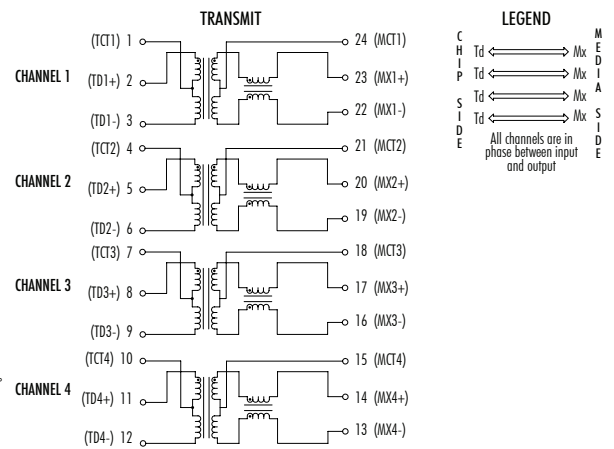 TRANSMIT
(TCT1) 1
24 (MCT1)
CHANNEL 1
(TD1+) 2
23 (MX1+)
(TD1-) 3
22 (MX1-)
(TCT2) 4
21 (MCT2)
CHANNEL 2
(TD2+) 5
20 (MX2+)
(TD2-) 6
19 (MX2-)
(TCT3) 7
18 (MCT3)
CHANNEL 3
(TD3+) 8
17 (MX3+)
(TD3-) 9
16 (MX3-)
(TCT4) 10
15 (MCT4)
CHANNEL 4
(TD4+) 11
14 (MX4+)
(TD4-) 12
13 (MX4-)
LEGEND
CHIP SIDE
Td Mx
Td Mx
Td Mx
Td Mx
MEDIA SIDE
All channels are in
phase between input
and output